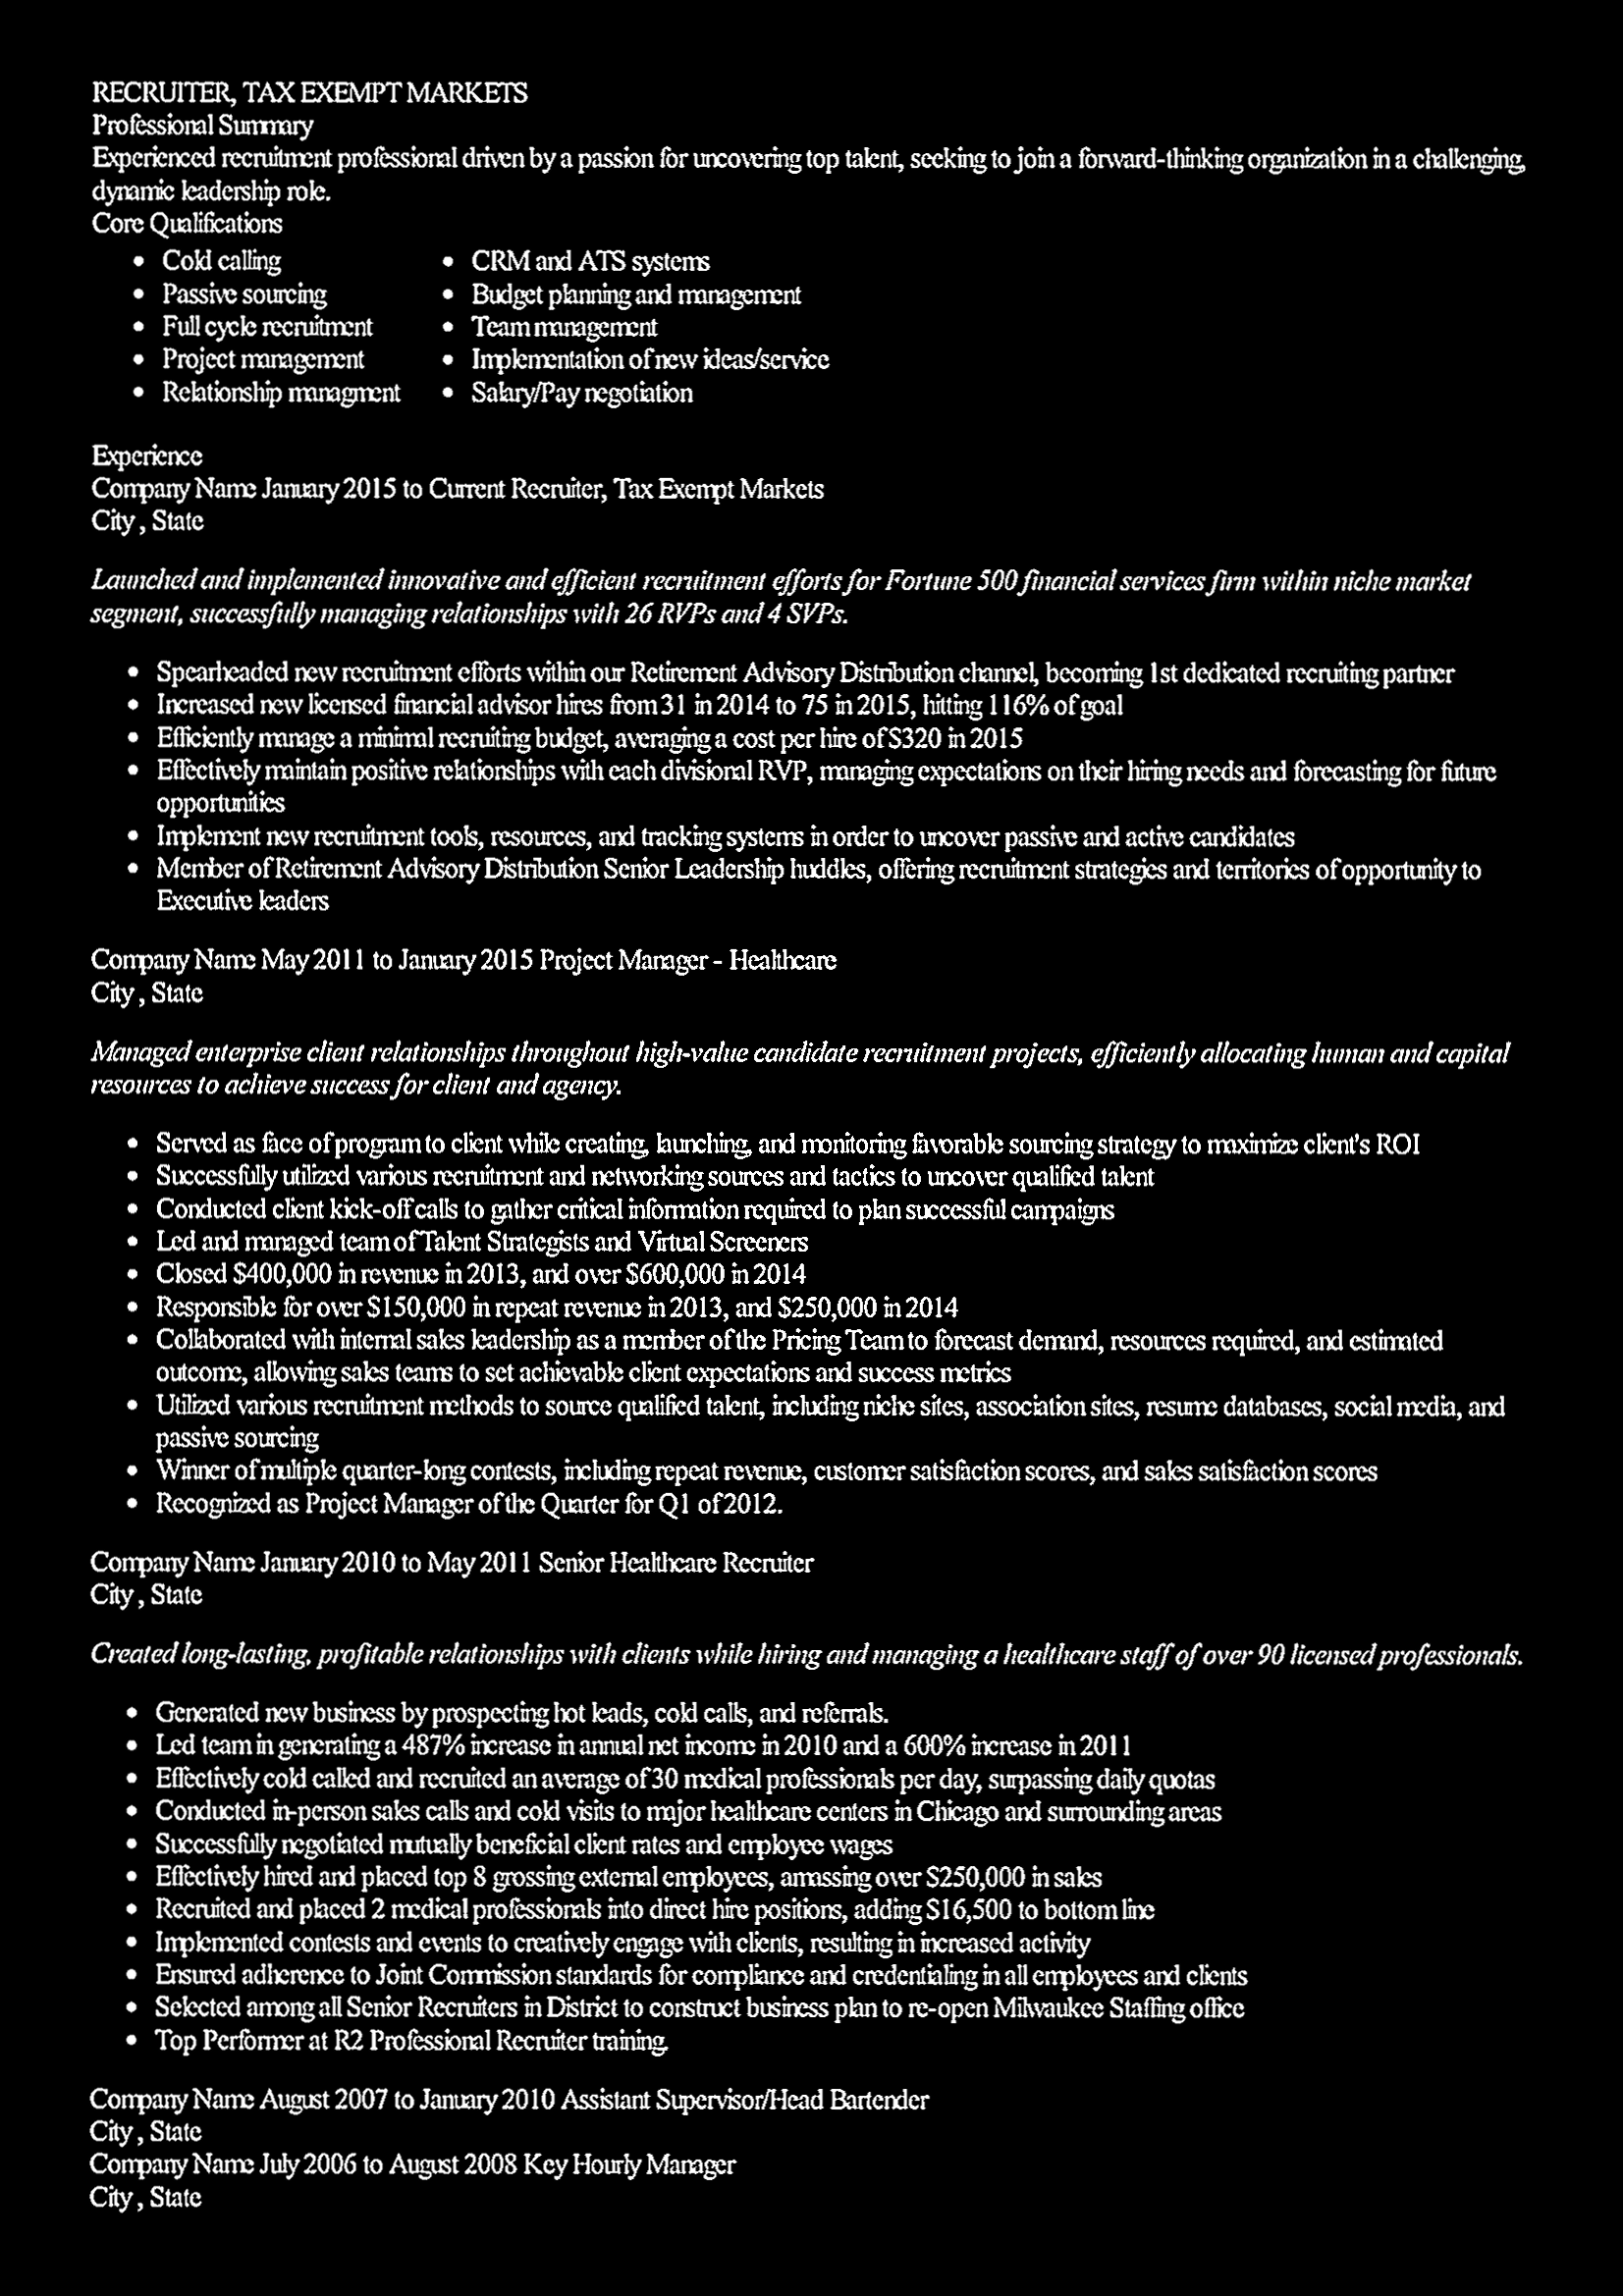 RECRUITER, TAX EXEMPT MARKETS
Professional Summary
Experienced recruitment professional driven by a passion for uncovering top talent, seeking to join a forward-thinking organization in a challenging,
dynamic leadership role.
Core Qualifications
• Cold calling
• Passive sourcing
• Full cycle recruitment
• Project management
• Relationship managment
• CRM and ATS systems
• Budget planning and management
• Team management
• Implementation of new ideas/service
• Salary/Pay negotiation
Experience
Company Name January 2015 to Current Recruiter, Tax Exempt Markets
City , State
Launched and implemented innovative and efficient recruitment efforts for Fortune 500 financial services firm within niche market
segment, successfully managing relationships with 26 RVPs and 4 SVPs.
• Spearheaded new recruitment efforts within our Retirement Advisory Distribution channel, becoming 1st dedicated recruiting partner
• Increased new licensed financial advisor hires from 31 in 2014 to 75 in 2015, hitting 116% of goal
• Efficiently manage a minimal recruiting budget, averaging a cost per hire of $320 in 2015
• Effectively maintain positive relationships with each divisional RVP, managing expectations on their hiring needs and forecasting for future
opportunities
• Implement new recruitment tools, resources, and tracking systems in order to uncover passive and active candidates
• Member of Retirement Advisory Distribution Senior Leadership huddles, offering recruitment strategies and territories of opportunity to
Executive leaders
Company Name May 2011 to January 2015 Project Manager - Healthcare
City , State
Managed enterprise client relationships throughout high-value candidate recruitment projects, efficiently allocating human and capital
resources to achieve success for client and agency.
• Served as face of program to client while creating, launching, and monitoring favorable sourcing strategy to maximize client's ROI
• Successfully utilized various recruitment and networking sources and tactics to uncover qualified talent
• Conducted client kick-off calls to gather critical information required to plan successful campaigns
• Led and managed team of Talent Strategists and Virtual Screeners
• Closed $400,000 in revenue in 2013, and over $600,000 in 2014
• Responsible for over $150,000 in repeat revenue in 2013, and $250,000 in 2014
• Collaborated with internal sales leadership as a member of the Pricing Team to forecast demand, resources required, and estimated
outcome, allowing sales teams to set achievable client expectations and success metrics
• Utilized various recruitment methods to source qualified talent, including niche sites, association sites, resume databases, social media, and
passive sourcing
• Winner of multiple quarter-long contests, including repeat revenue, customer satisfaction scores, and sales satisfaction scores
• Recognized as Project Manager of the Quarter for Q1 of 2012.
Company Name January 2010 to May 2011 Senior Healthcare Recruiter
City , State
Created long-lasting, profitable relationships with clients while hiring and managing a healthcare staff of over 90 licensed professionals.
• Generated new business by prospecting hot leads, cold calls, and referrals.
• Led team in generating a 487% increase in annual net income in 2010 and a 600% increase in 2011
• Effectively cold called and recruited an average of 30 medical professionals per day, surpassing daily quotas
• Conducted in-person sales calls and cold visits to major healthcare centers in Chicago and surrounding areas
• Successfully negotiated mutually beneficial client rates and employee wages
• Effectively hired and placed top 8 grossing external employees, amassing over $250,000 in sales
• Recruited and placed 2 medical professionals into direct hire positions, adding $16,500 to bottom line
• Implemented contests and events to creatively engage with clients, resulting in increased activity
• Ensured adherence to Joint Commission standards for compliance and credentialing in all employees and clients
• Selected among all Senior Recruiters in District to construct business plan to re-open Milwaukee Staffing office
• Top Performer at R2 Professional Recruiter training.
Company Name August 2007 to January 2010 Assistant Supervisor/Head Bartender
City , State
Company Name July 2006 to August 2008 Key Hourly Manager
City , State